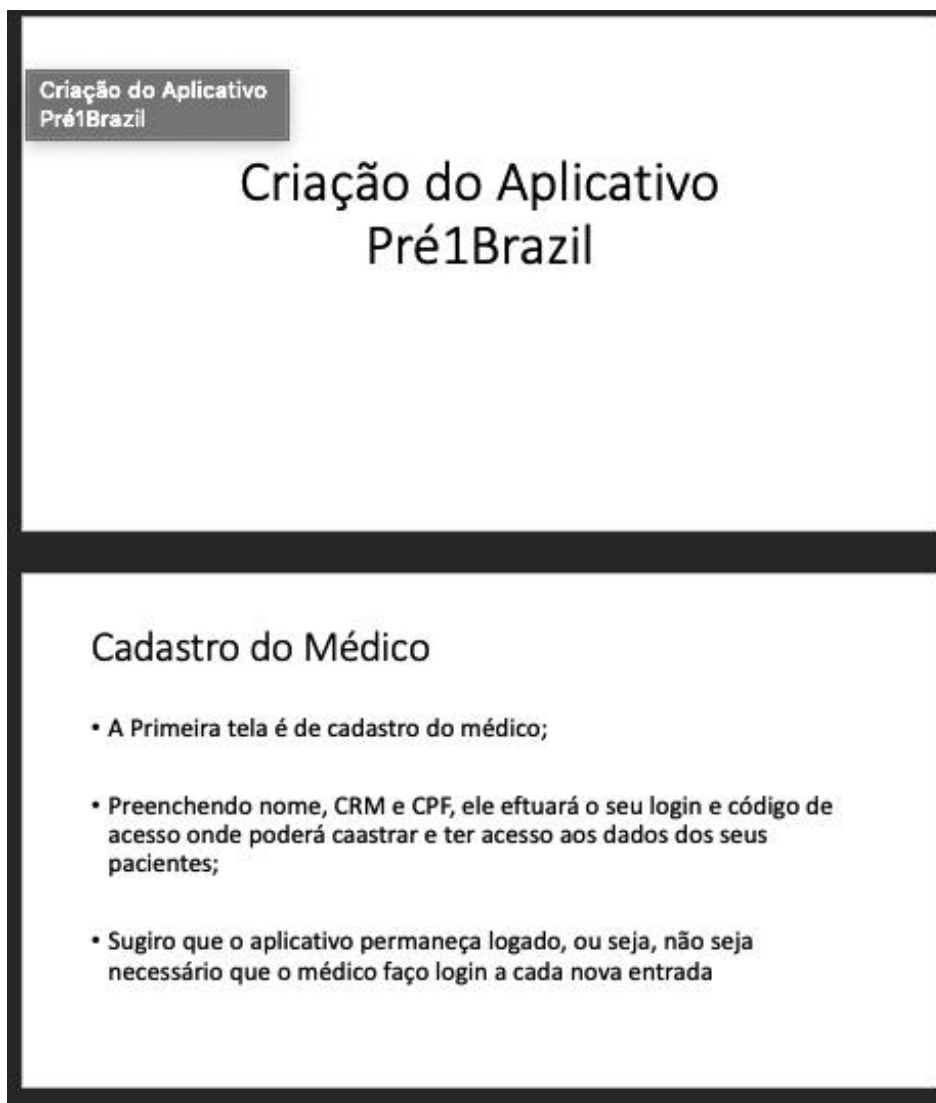 Criação do Aplicativo
Pré1Brazil
Criação do Aplicativo
Pré1Brazil
Cadastro do Médico
• A Primeira tela é de cadastro do médico;
• Preenchendo nome, CRM e CPF, ele eftuará o seu login e código de
acesso onde poderá caastrar e ter acesso aos dados dos seus
pacientes;
• Sugiro que o aplicativo permaneça logado, ou seja, não seja
necessário que o médico faço login a cada nova entrada